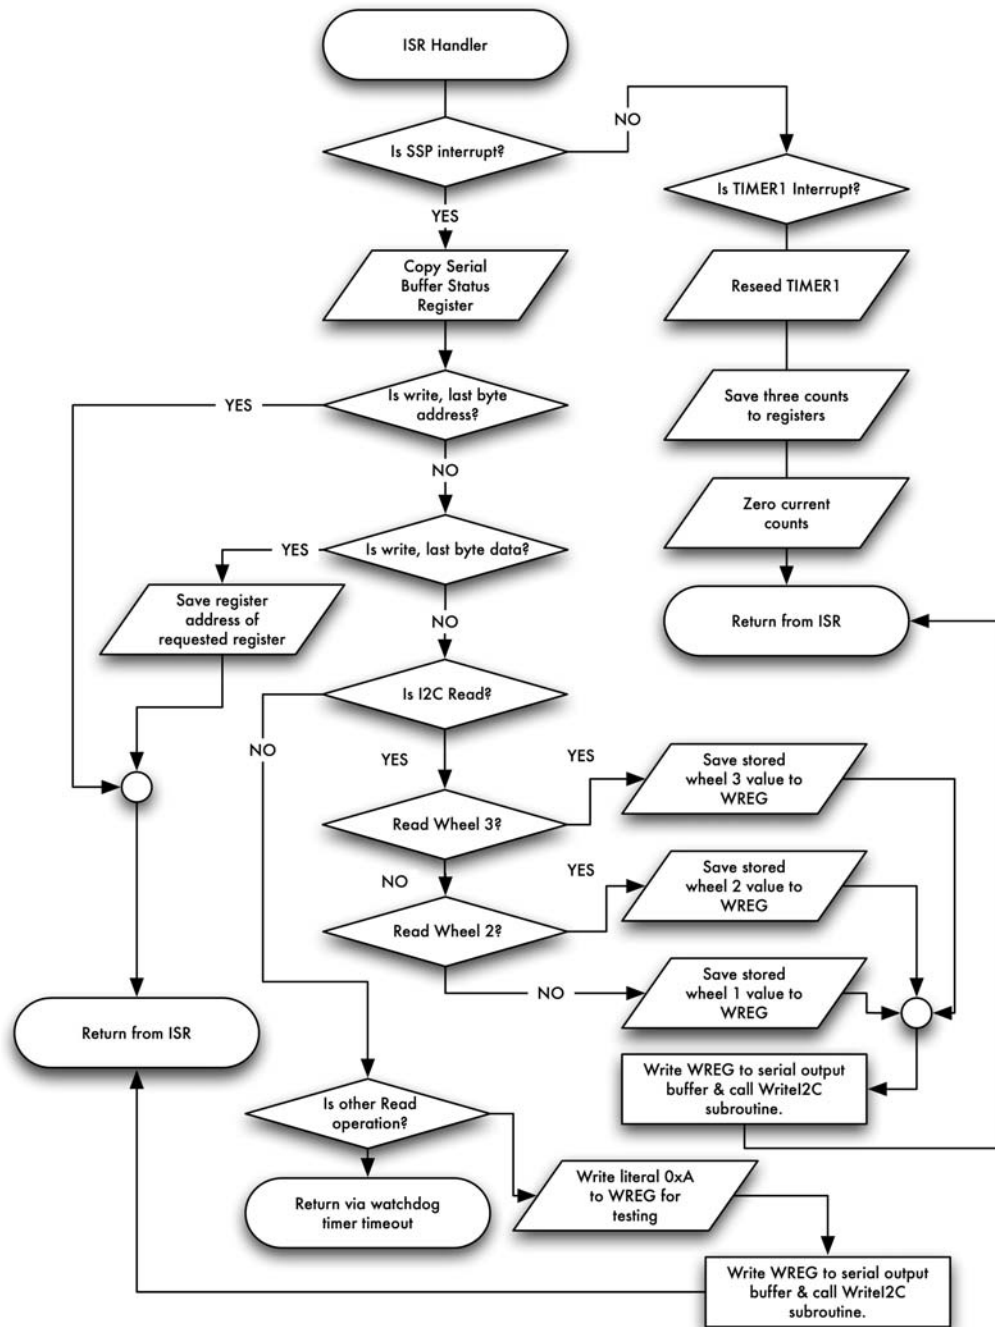 ISR Handler
NO
Is SSP interrupt?
Is TIMER1 Interrupt?
YES
Copy Serial
Buffer Status
Register
Reseed TIMER1
Is write, last byte
address?
YES
Save three counts
to registers
NO
Zero current
counts
Is write, last byte data?
YES
Save register
address of
requested register
NO
Return from ISR
Is I2C Read?
NO
YES
YES
Save stored
wheel 3 value to
WREG
Read Wheel 3?
NO
YES
Save stored
wheel 2 value to
WREG
Read Wheel 2?
NO
Save stored
wheel 1 value to
WREG
Return from ISR
Write WREG to serial output
buffer & call WriteI2C
subroutine.
Is other Read
operation?
Return via watchdog
timer timeout
Write literal 0xA
to WREG for
testing
Write WREG to serial output
buffer & call WriteI2C
subroutine.